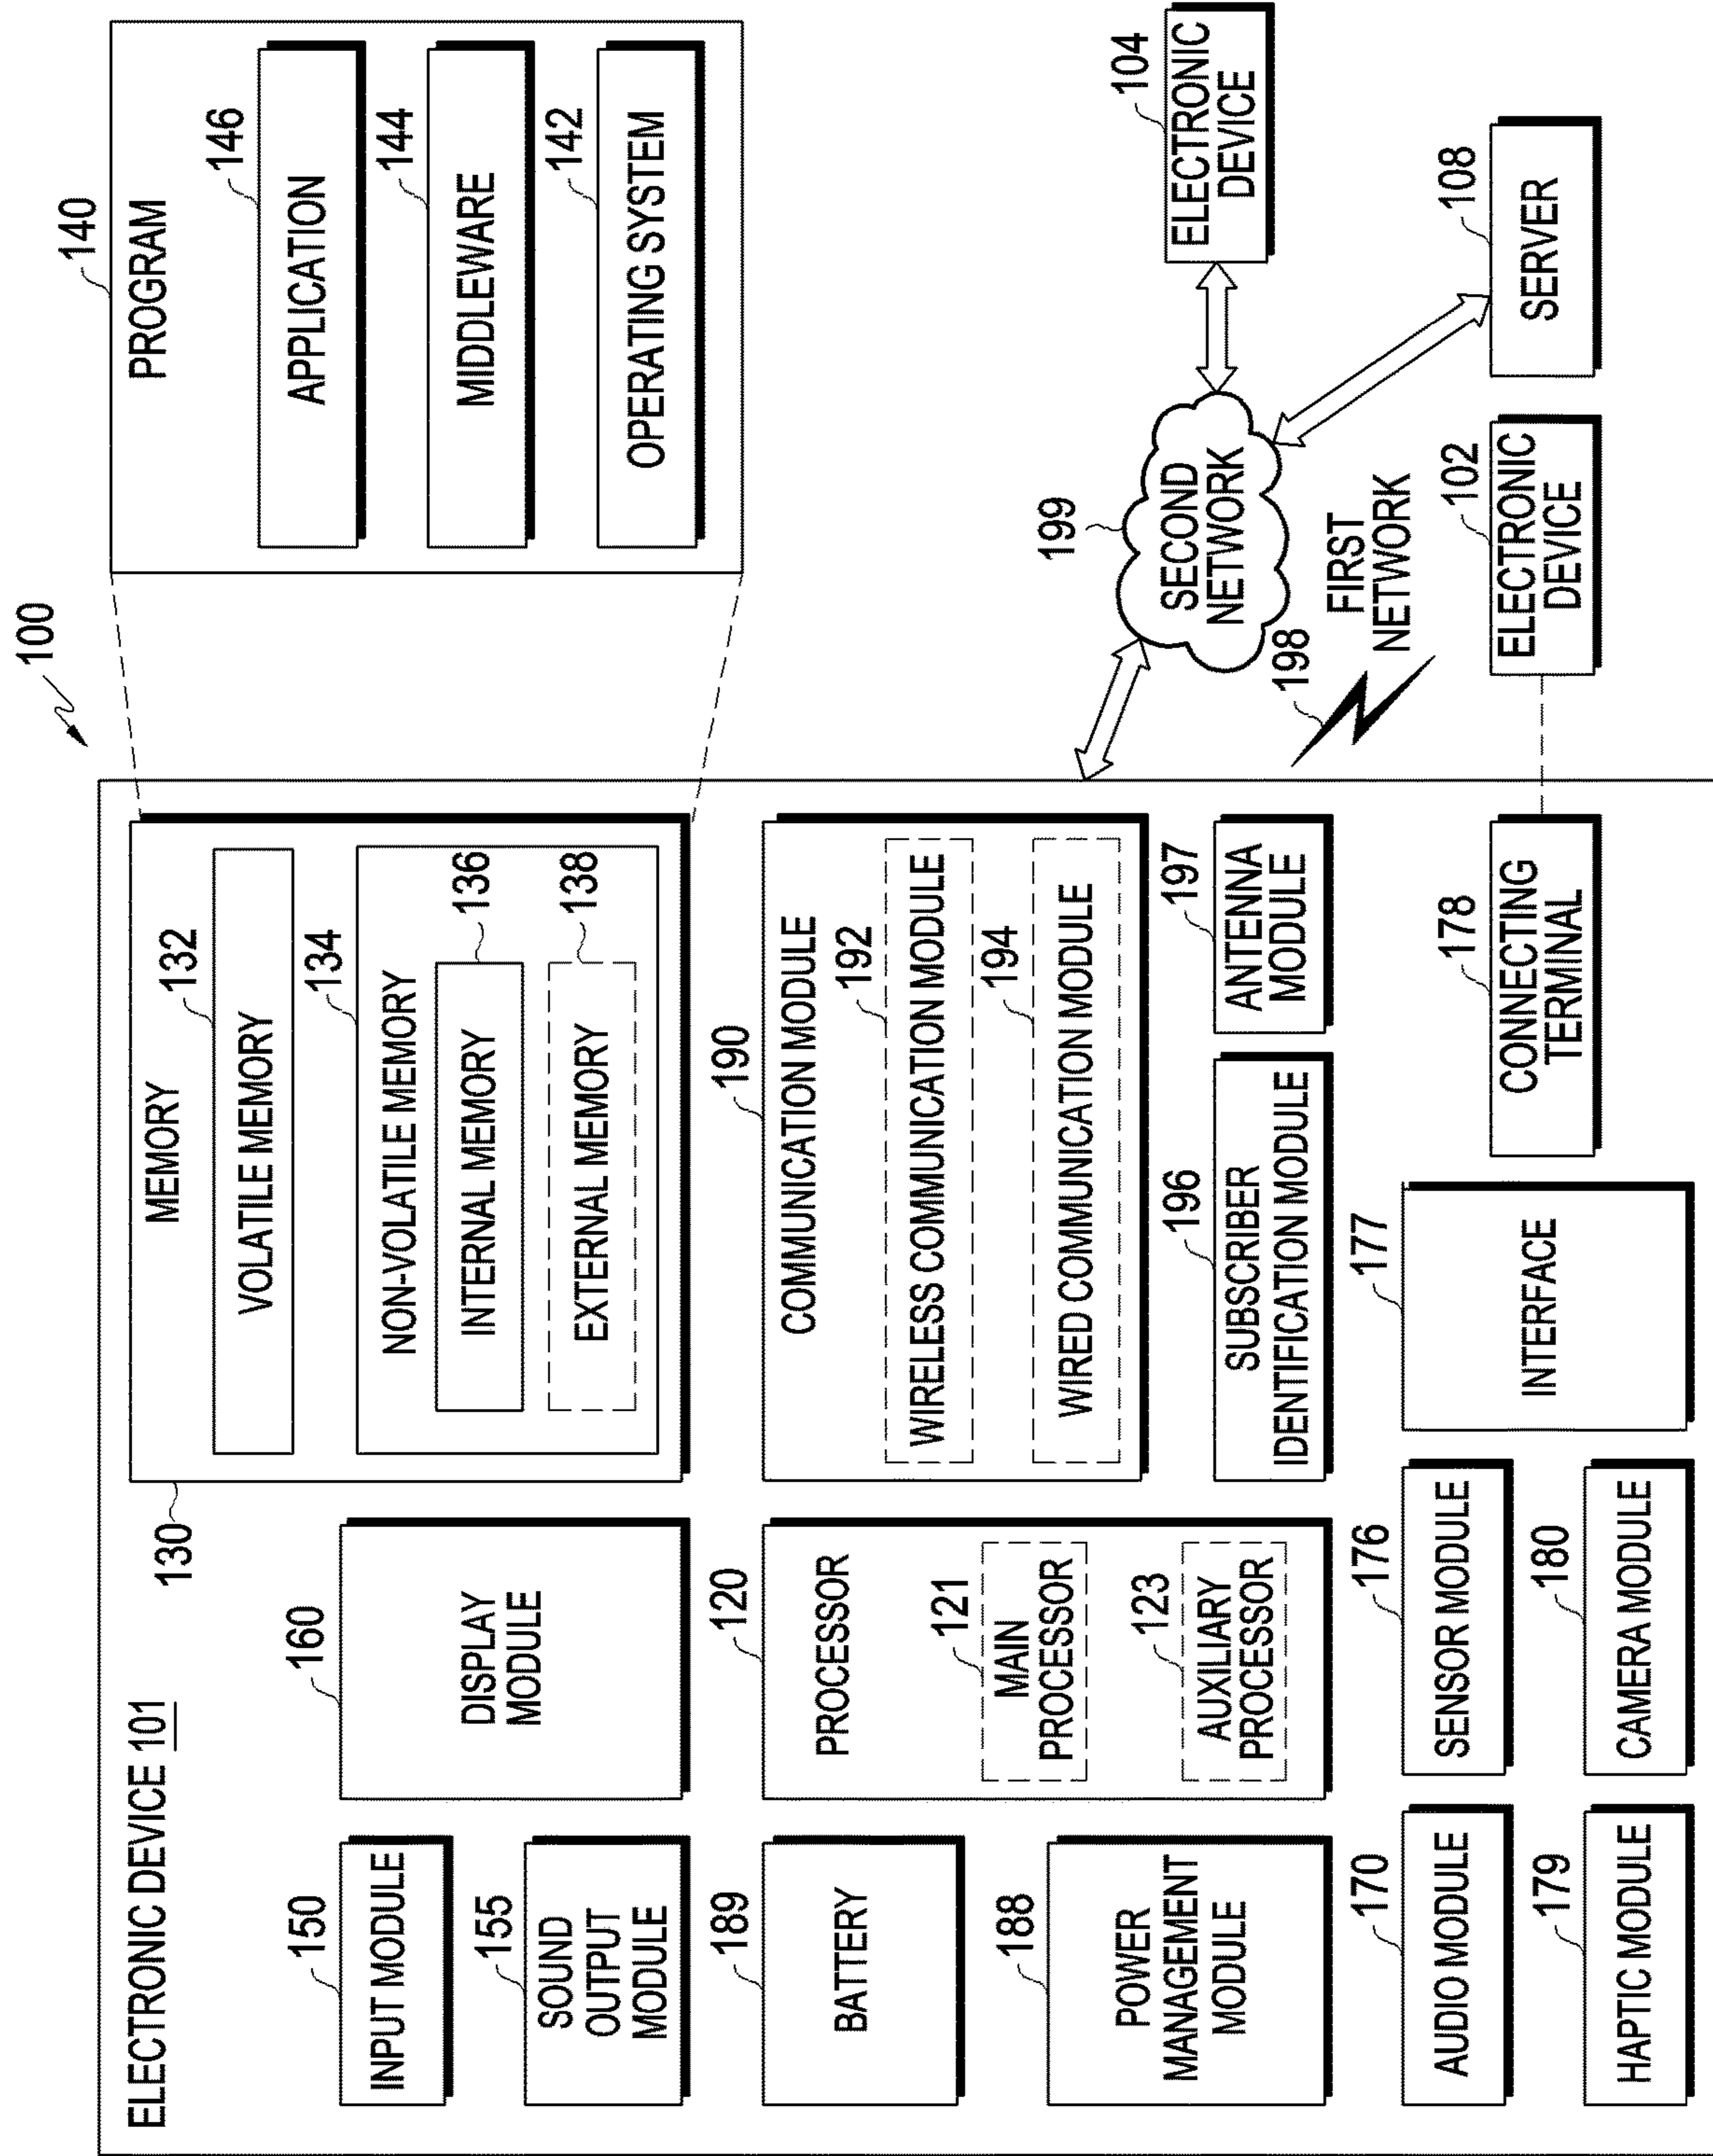 100
ELECTRONIC DEVICE 101
150
INPUT MODULE
155
SOUND
OUTPUT
MODULE
160
DISPLAY
MODULE
130
MEMORY
132
VOLATILE MEMORY
134
NON-VOLATILE MEMORY
136
INTERNAL MEMORY
138
EXTERNAL MEMORY
140
PROGRAM
146
APPLICATION
144
MIDDLEWARE
142
OPERATING SYSTEM
189
BATTERY
188
POWER
MANAGEMENT
MODULE
120
PROCESSOR
121
MAIN
PROCESSOR
123
AUXILIARY
PROCESSOR
190
COMMUNICATION MODULE
192
WIRELESS COMMUNICATION MODULE
194
WIRED COMMUNICATION MODULE
196
SUBSCRIBER
IDENTIFICATION MODULE
197
ANTENNA
MODULE
199
SECOND
NETWORK
104
ELECTRONIC
DEVICE
198
FIRST
NETWORK
108
SERVER
102
ELECTRONIC
DEVICE
170
AUDIO MODULE
176
SENSOR MODULE
177
INTERFACE
178
CONNECTING
TERMINAL
179
HAPTIC MODULE
180
CAMERA MODULE